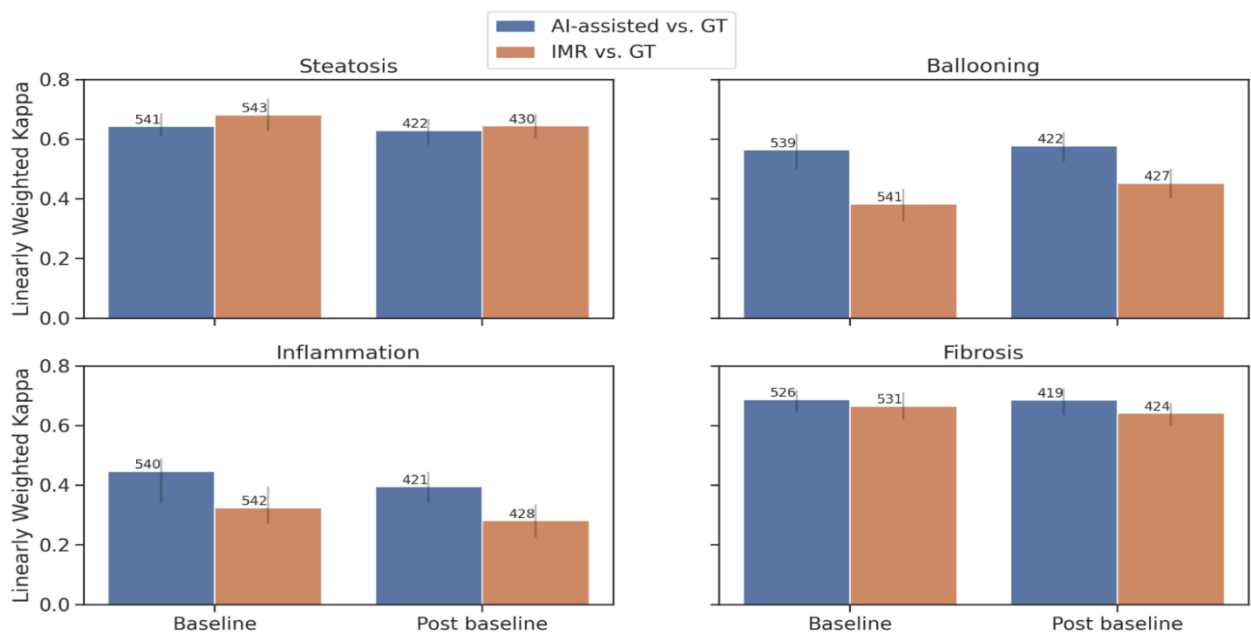 AI-assisted vs. GT
IMR vs. GT
Steatosis
Linearly Weighted Kappa
0.8
0.6
0.4
0.2
0.0
541
543
422
430
Ballooning
539
541
422
427
Inflammation
Linearly Weighted Kappa
0.8
0.6
0.4
0.2
0.0
540
542
421
428
Baseline
Post baseline
Fibrosis
526
531
419
424
Baseline
Post baseline